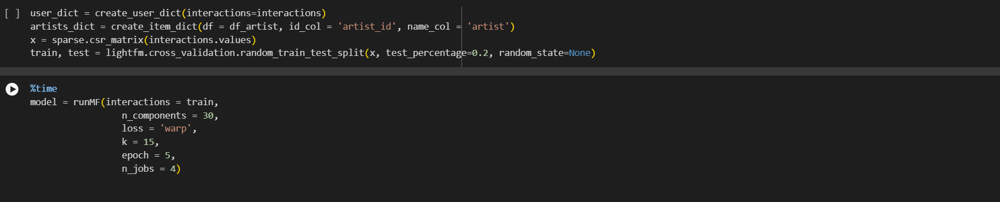 [ ] user_dict = create_user_dict(interactions=interactions)
artists_dict = create_item_dict(df = df_artist, id_col = 'artist_id', name_col = 'artist')
x = sparse.csr_matrix(interactions.values)
train, test = lightfm.cross_validation.random_train_test_split(x, test_percentage=0.2, random_state=None)
%time
model = runMF(interactions = train,
n_components = 30,
loss = 'warp',
k = 15,
epoch = 5,
n_jobs = 4)